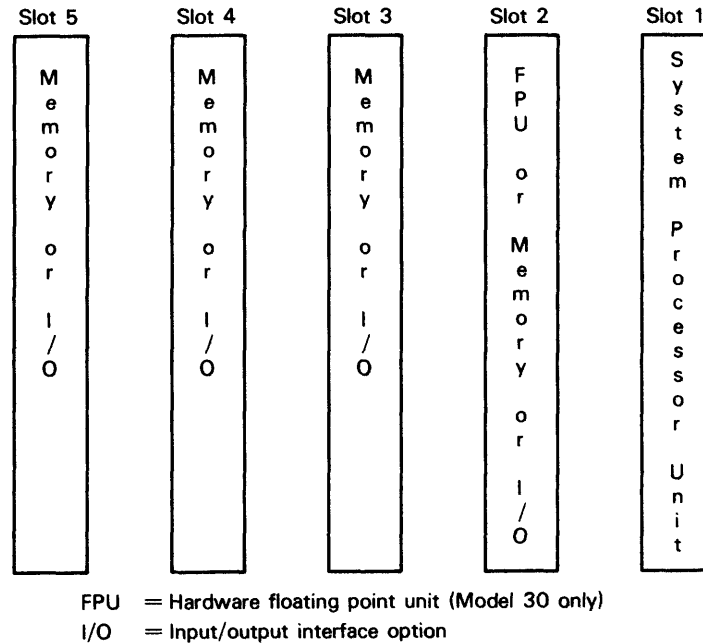 Slot 5
Slot 4
Slot 3
Slot 2
Slot 1
Memory or I/O
Memory or I/O
Memory or I/O
FPU or Memory or I/O
System Processor Unit
FPU = Hardware floating point unit (Model 30 only)
I/O = Input/output interface option